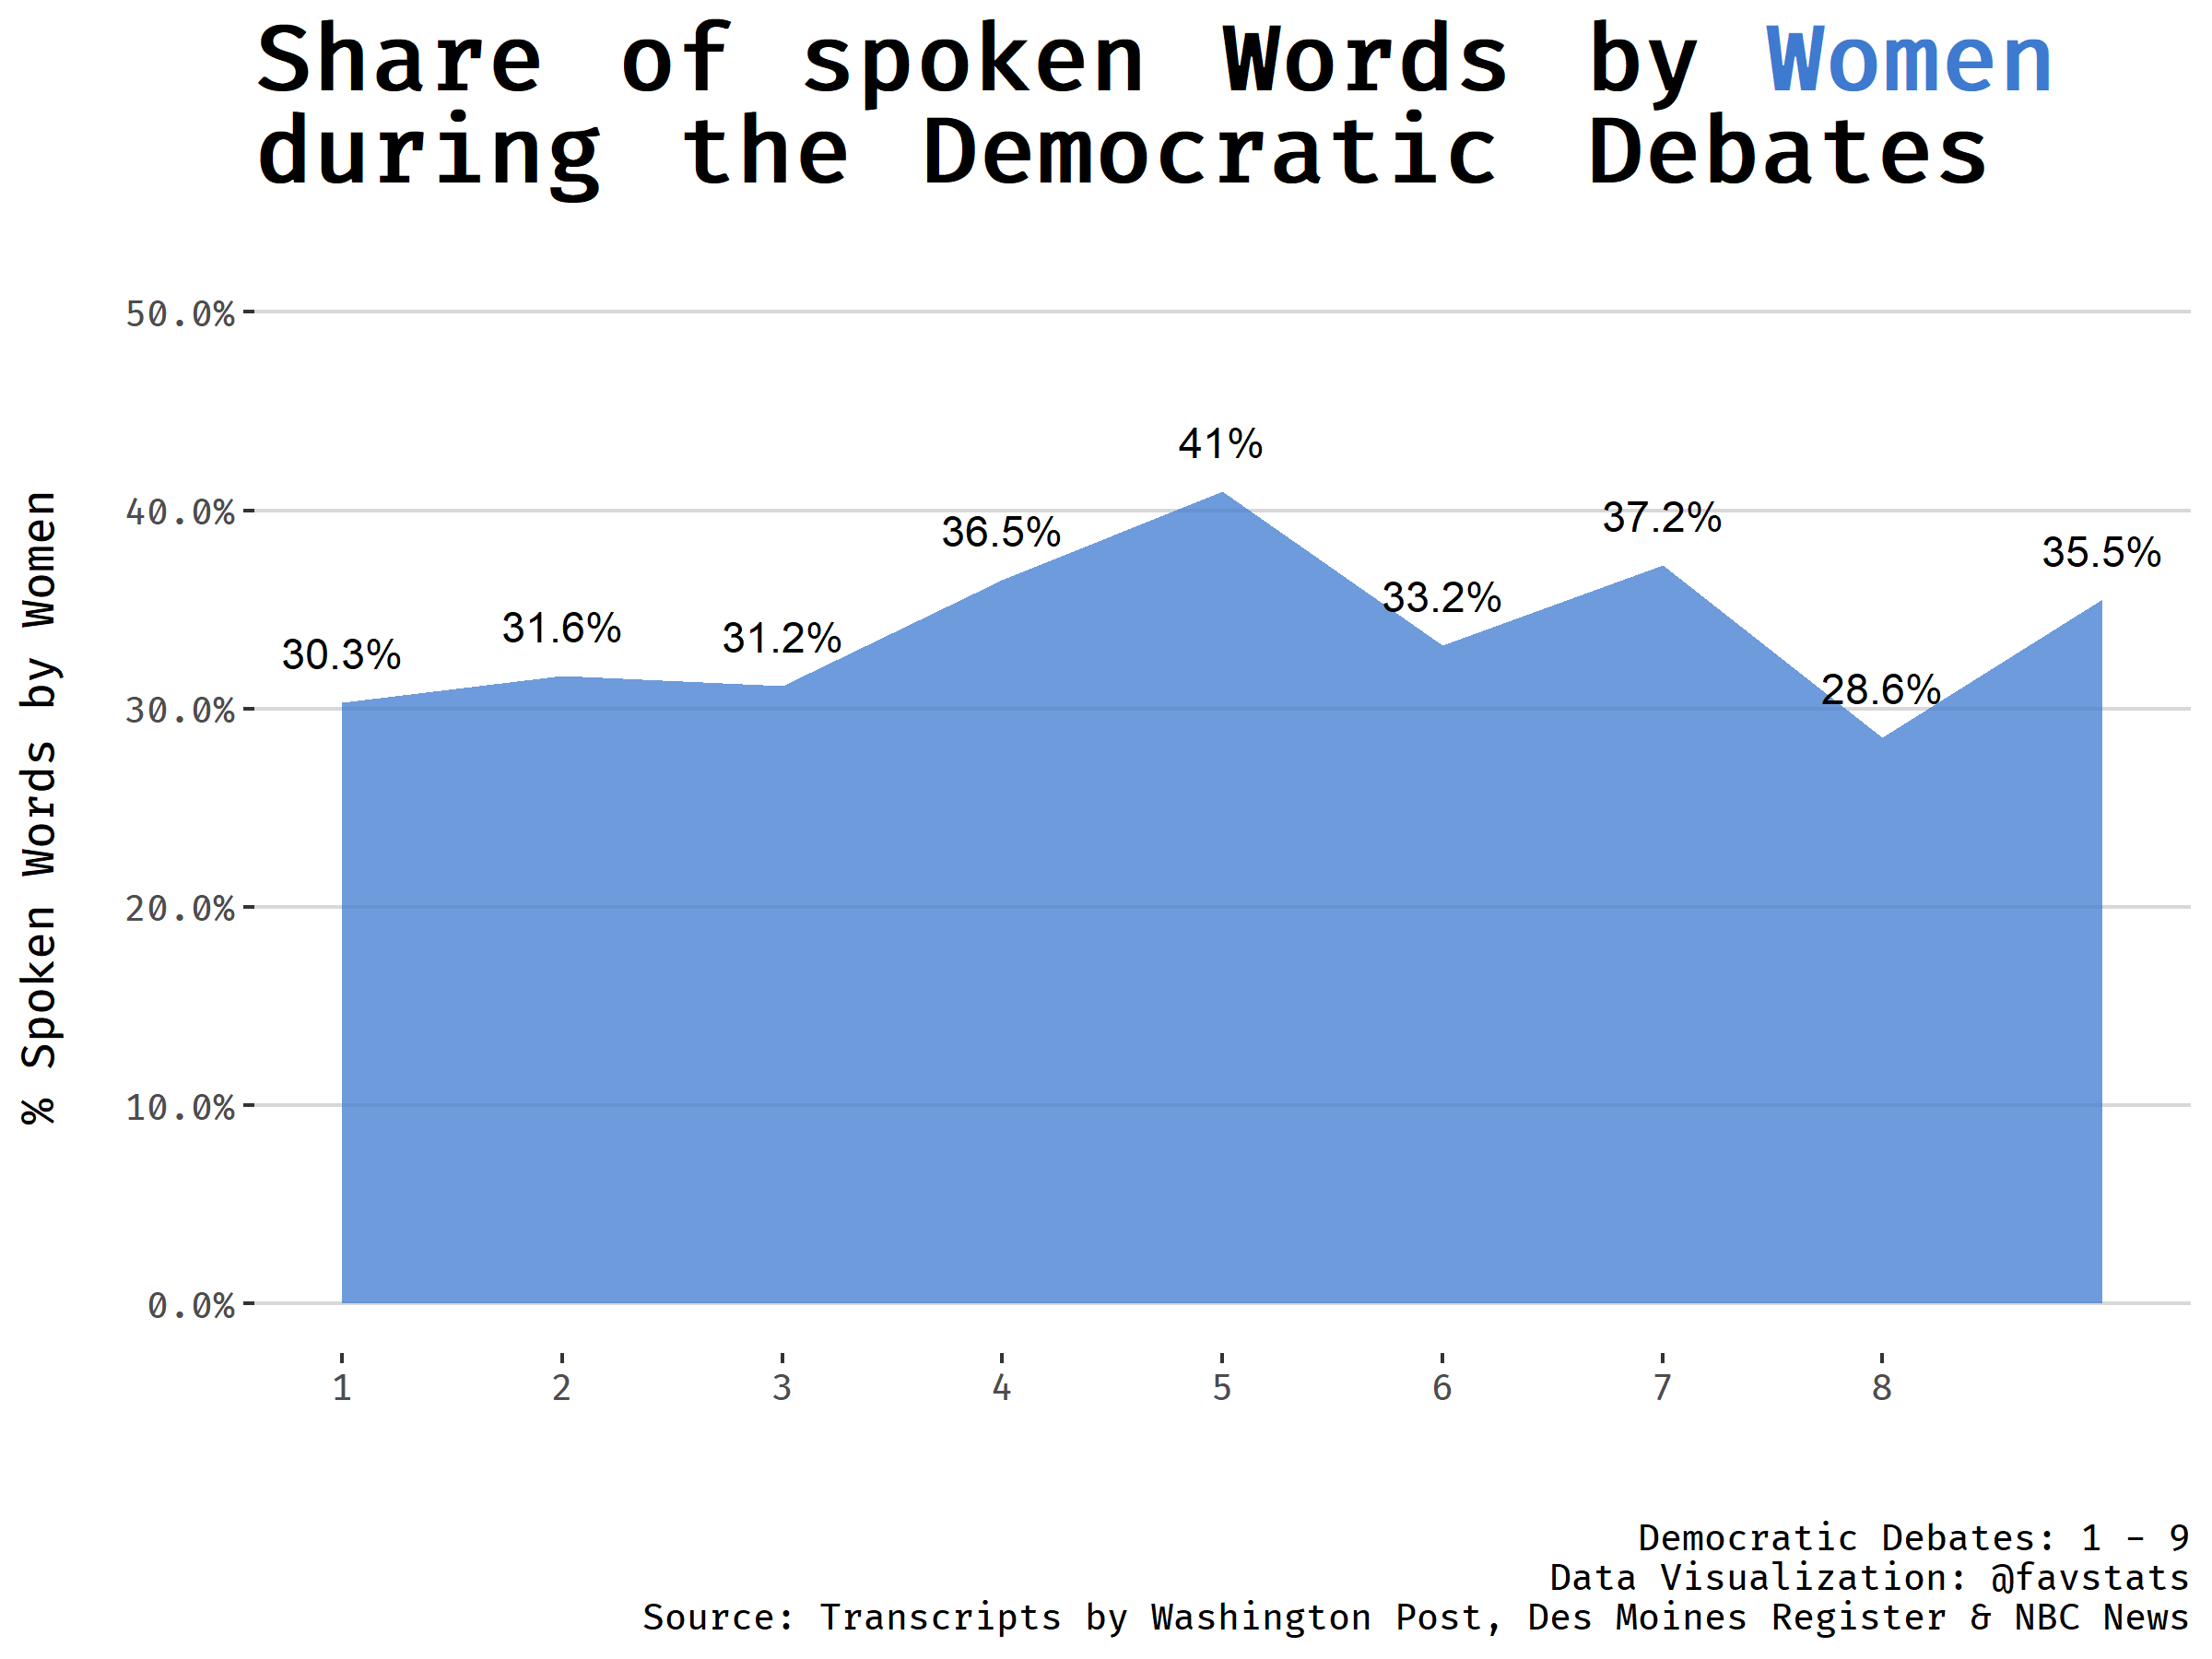 Share of spoken Words by Women
during the Democratic Debates
% Spoken Words by Women
50.0%
40.0%
30.0%
20.0%
10.0%
0.0%
30.3%
31.6%
31.2%
36.5%
41%
33.2%
37.2%
28.6%
35.5%
1 2 3 4 5 6 7 8
Democratic Debates: 1 - 9
Data Visualization: @favstats
Source: Transcripts by Washington Post, Des Moines Register & NBC News